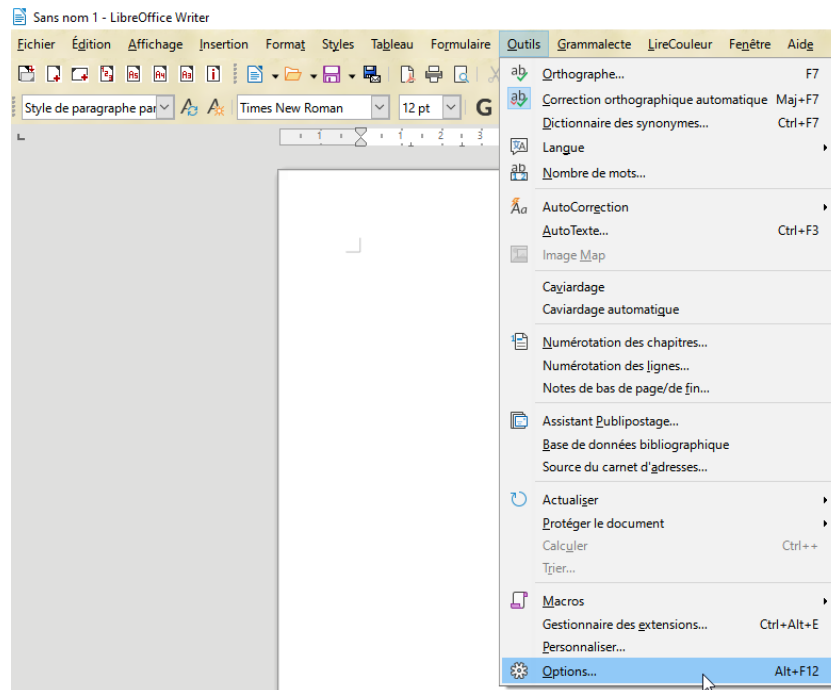 Sans nom 1 - LibreOffice Writer
Fichier Édition Affichage Insertion Format Styles Tableau Formulaire Outils Grammalecte LireCouleur Fenêtre Aide
Style de paragraphe par Times New Roman 12 pt G
1 1 2 3
Orthographe... F7
Correction orthographique automatique Maj+F7
Dictionnaire des synonymes... Ctrl+F7
Langue
Nombre de mots...
AutoCorrection
AutoTexte... Ctrl+F3
Image Map
Caviardage
Caviardage automatique
Numérotation des chapitres...
Numérotation des lignes...
Notes de bas de page/de fin...
Assistant Publipostage...
Base de données bibliographique
Source du carnet d'adresses...
Actualiser
Protéger le document
Calculer Ctrl++
Trier...
Macros
Gestionnaire des extensions... Ctrl+Alt+E
Personnaliser...
Options... Alt+F12